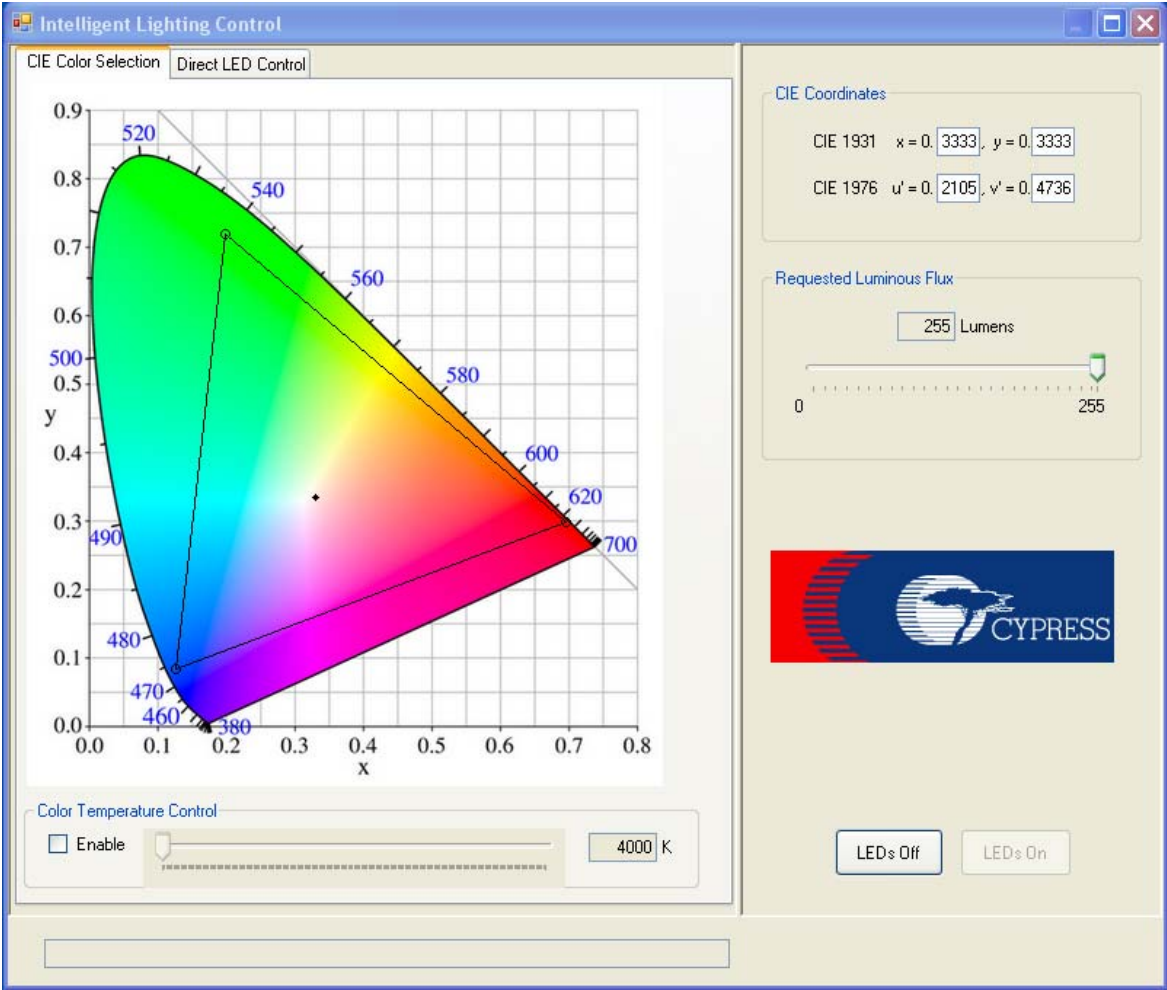 Intelligent Lighting Control
CIE Color Selection
Direct LED Control
0.9
0.8
0.7
0.6
0.5
0.4
0.3
0.2
0.1
0.0
y
0.0 0.1 0.2 0.3 0.4 0.5 0.6 0.7 0.8
x
520
540
560
580
600
620
700
500
490
480
470
460
380
Color Temperature Control
Enable
4000 K
CIE Coordinates
CIE 1931 x = 0. 3333 , y = 0. 3333
CIE 1976 u' = 0. 2105 , v' = 0. 4736
Requested Luminous Flux
255 Lumens
0 255
CYPRESS
LEDs Off
LEDs On